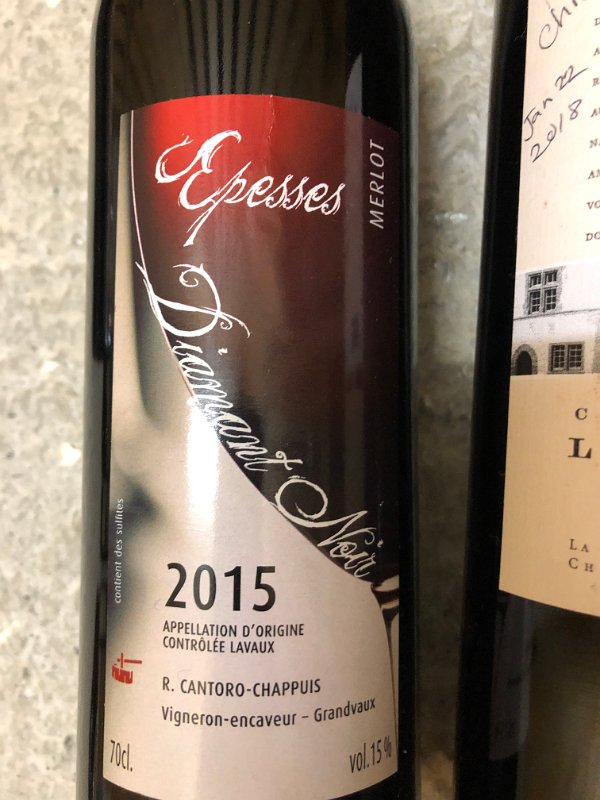 Epesses
MERLOT
Diamant Noir
contient des sulfites
2015
APPELLATION D'ORIGINE
CONTRÔLÉE LAVAUX
R. CANTORO-CHAPPUIS
Vigneron-encaveur – Grandvaux
70cl.
vol.15%
Jan 22
2018
LA